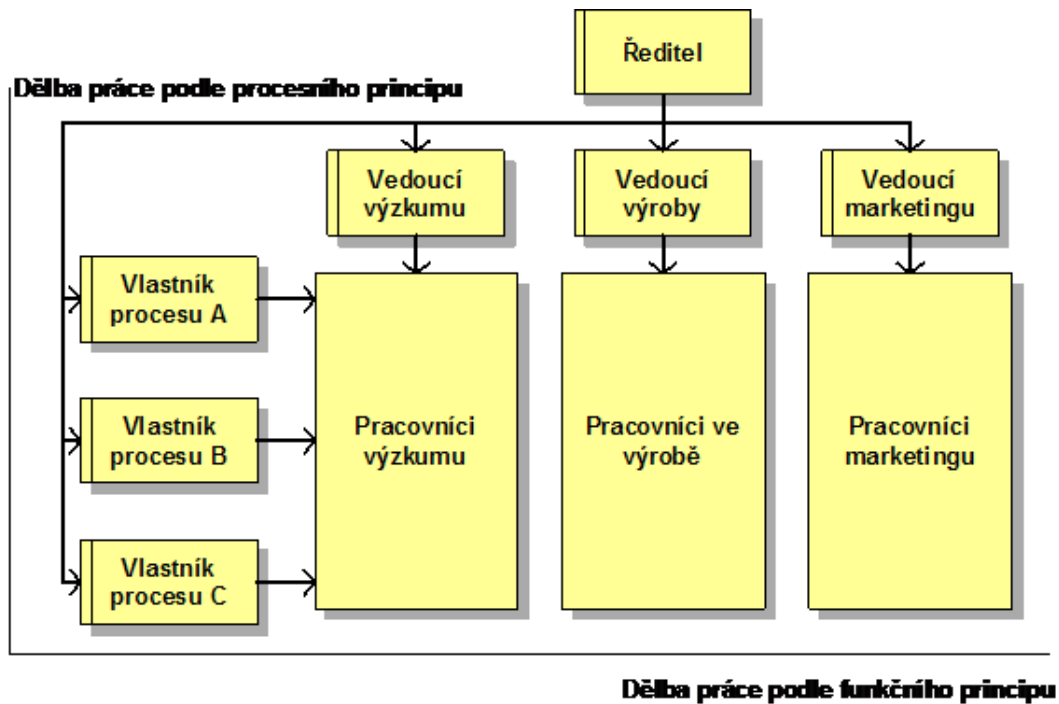 Ředitel
Dělba práce podle procesního principu
Vedoucí
výzkumu
Vedoucí
výroby
Vedoucí
marketingu
Vlastník
procesu A
Vlastník
procesu B
Vlastník
procesu C
Pracovníci
výzkumu
Pracovníci ve
výrobě
Pracovníci
marketingu
Dělba práce podle funkčního principu